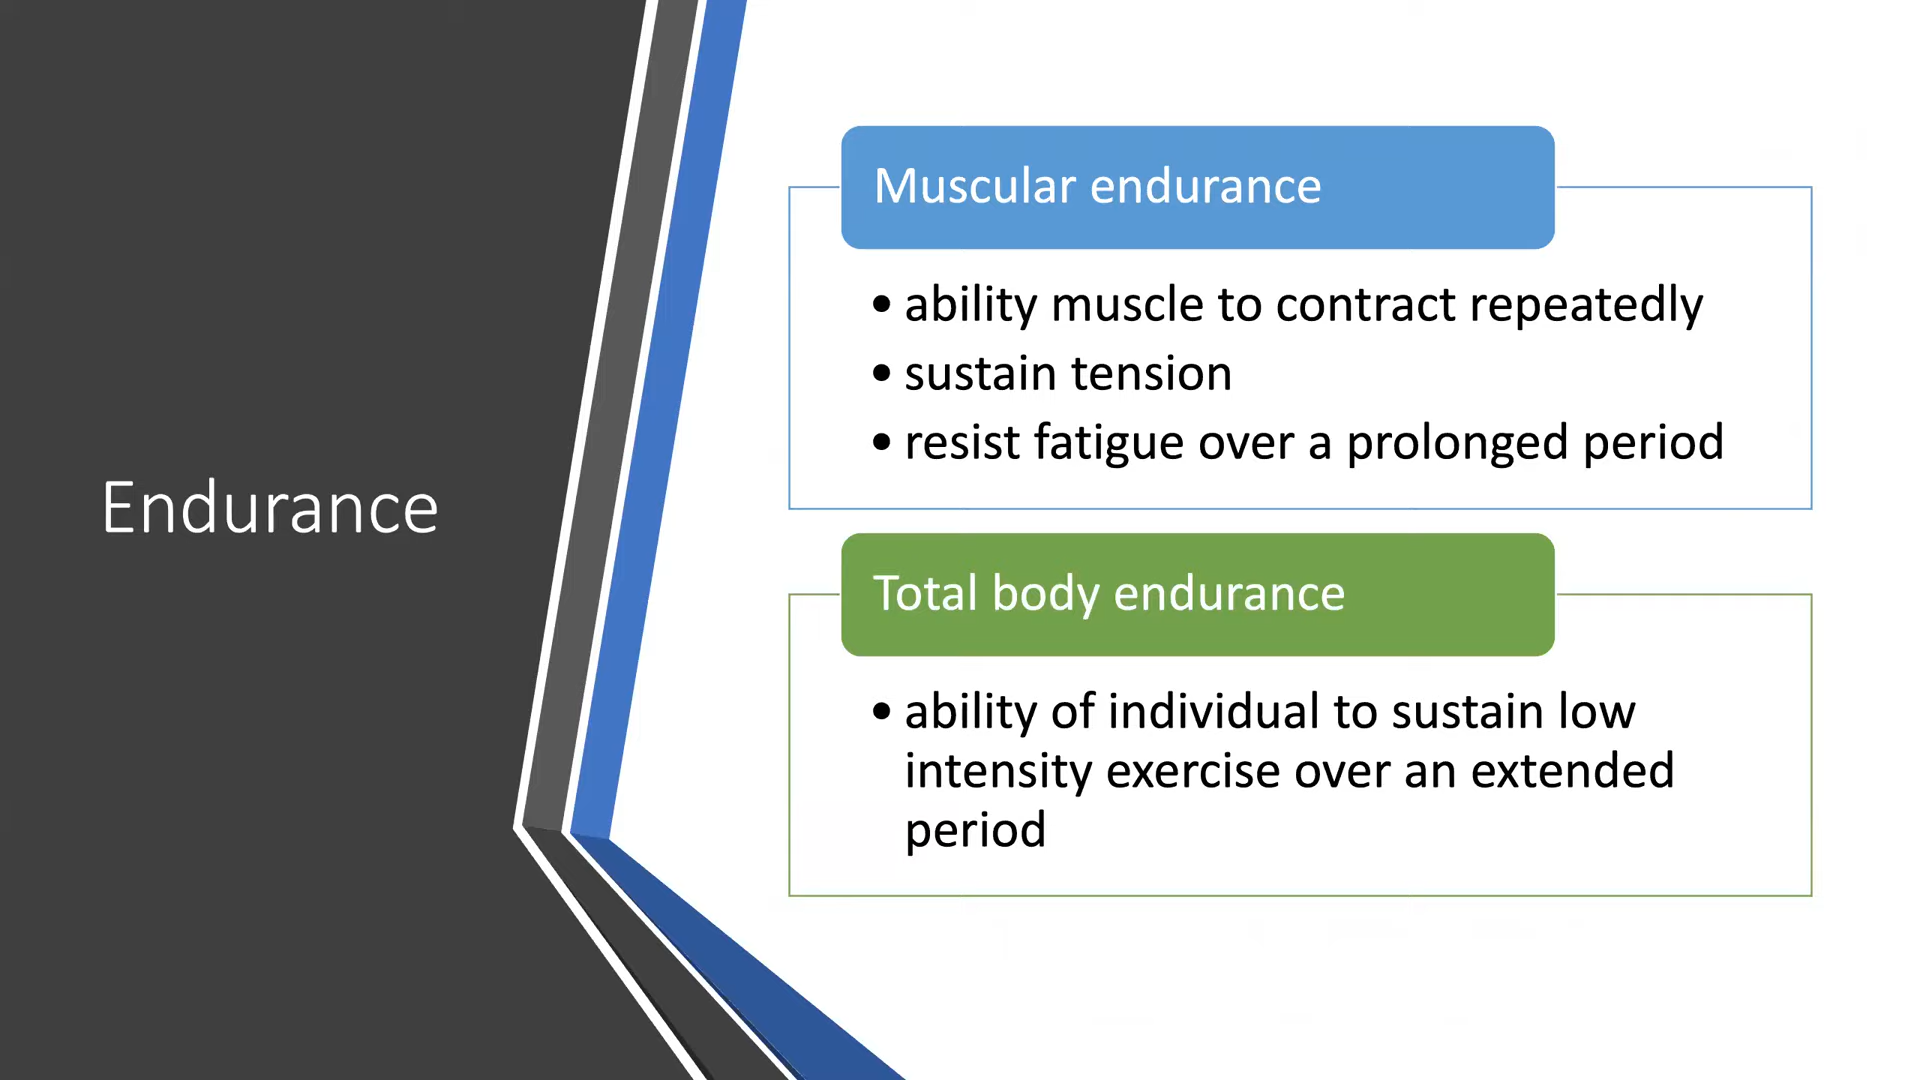 Endurance
Muscular endurance
• ability muscle to contract repeatedly
• sustain tension
• resist fatigue over a prolonged period
Total body endurance
• ability of individual to sustain low
intensity exercise over an extended
period